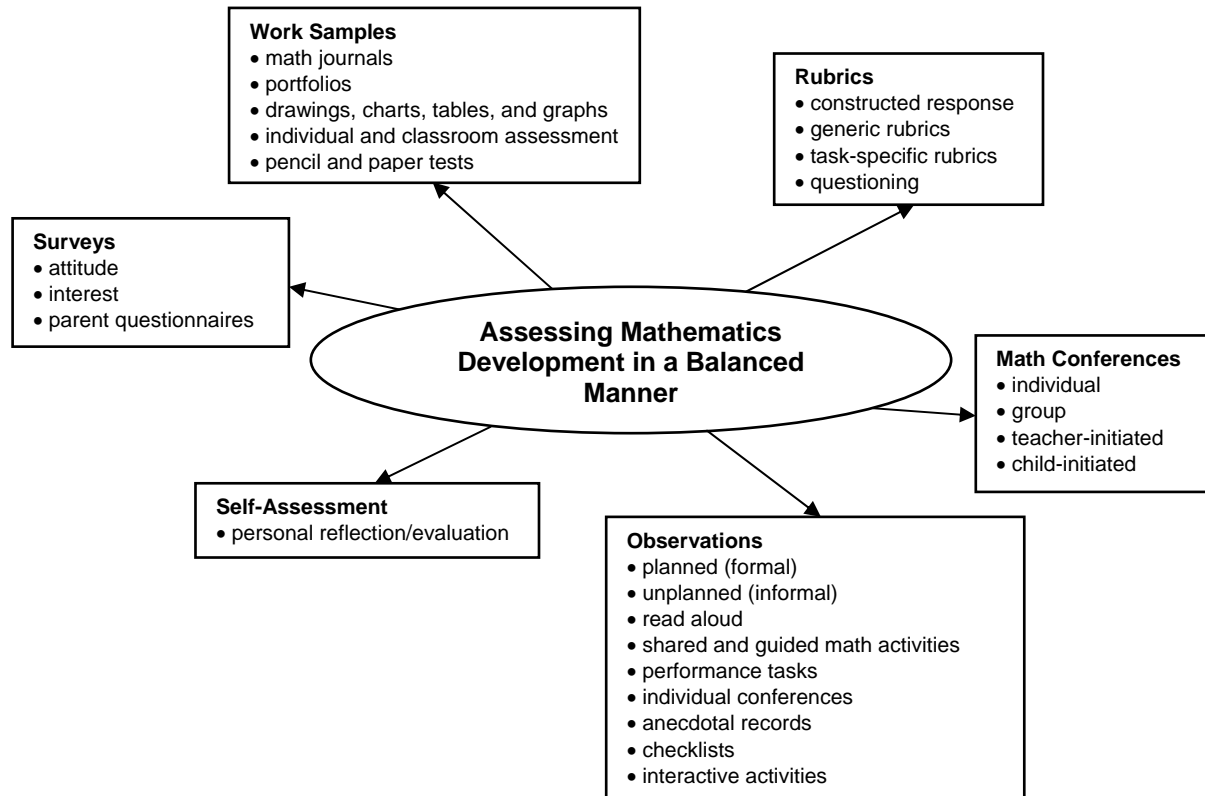 Work Samples
• math journals
• portfolios
• drawings, charts, tables, and graphs
• individual and classroom assessment
• pencil and paper tests
Rubrics
• constructed response
• generic rubrics
• task-specific rubrics
• questioning
Surveys
• attitude
• interest
• parent questionnaires
Assessing Mathematics
Development in a Balanced
Manner
Math Conferences
• individual
• group
• teacher-initiated
• child-initiated
Self-Assessment
• personal reflection/evaluation
Observations
• planned (formal)
• unplanned (informal)
• read aloud
• shared and guided math activities
• performance tasks
• individual conferences
• anecdotal records
• checklists
• interactive activities